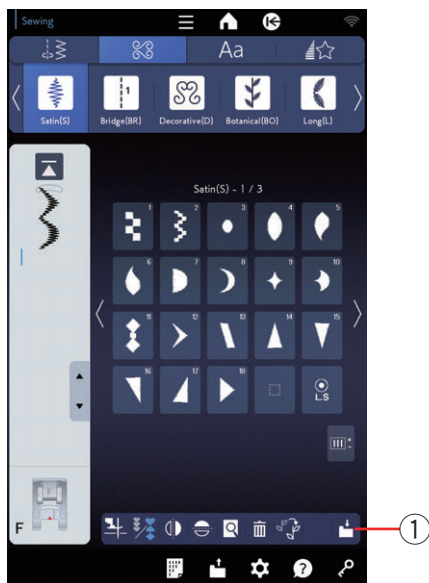 Sewing
Aa
1
Satin(S) Bridge(BR) Decorative(D) Botanical(BO) Long(L)
Satin(S) - 1 / 3
1 2 3 4 5
6 7 8 9 10
11 12 13 14 15
16 17 18 L.S
F
?
①